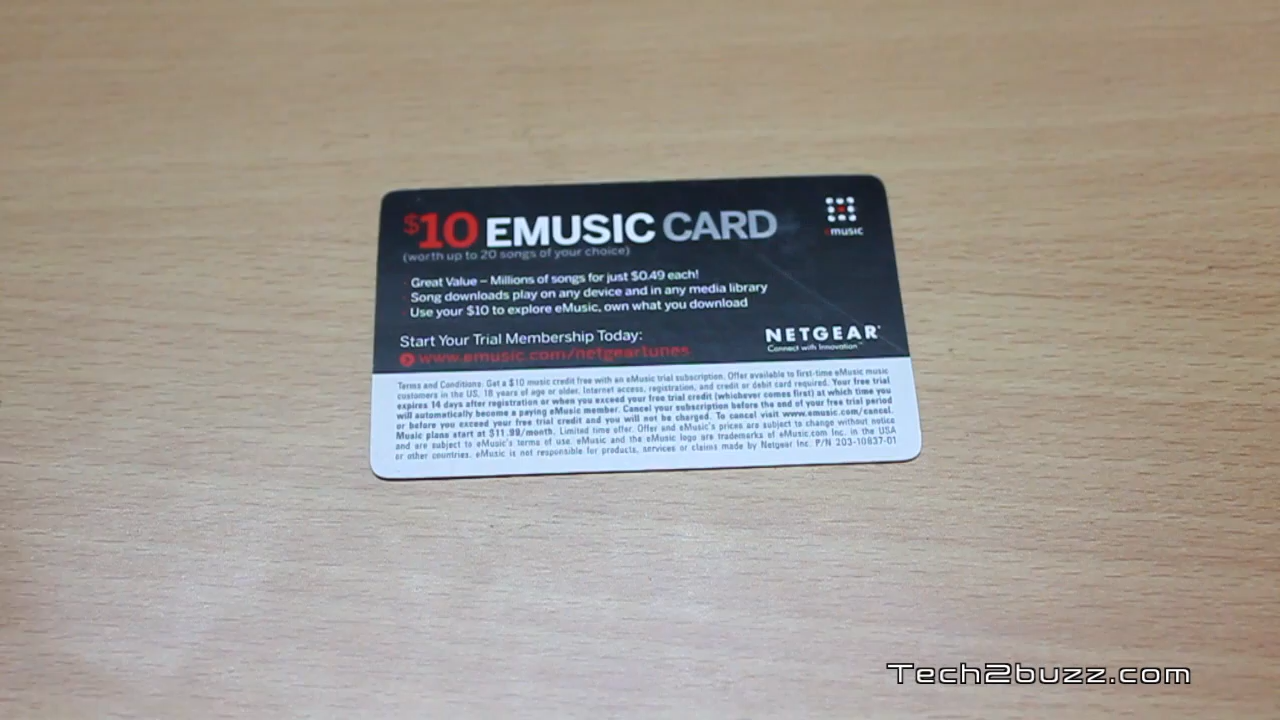 $10 EMUSIC CARD
emusic
(worth up to 20 songs of your choice)
Great Value – Millions of songs for just $0.49 each!
Song downloads play on any device and in any media library
Use your $10 to explore eMusic, own what you download
Start Your Trial Membership Today:
www.emusic.com/netgeartunes
NETGEAR
Connect with Innovation™
Terms and Conditions: Get a $10 music credit free with an eMusic trial subscription. Offer available to first-time eMusic music
customers in the US, 18 years of age or older. Internet access, registration, and credit or debit card required. Your free trial
expires 14 days after registration or when you exceed your free trial credit (whichever comes first) at which time you
will automatically become a paying eMusic member. Cancel your subscription before the end of your free trial period
or before you exceed your free trial credit and you will not be charged. To cancel visit www.emusic.com/cancel.
Music plans start at $11.99/month. Limited time offer. Offer and eMusic's prices are subject to change without notice
and are subject to eMusic's terms of use. eMusic and the eMusic logo are trademarks of eMusic.com Inc. in the USA
or other countries. eMusic is not responsible for products, services or claims made by Netgear Inc. P/N 203-10837-01
Tech2buzz.com